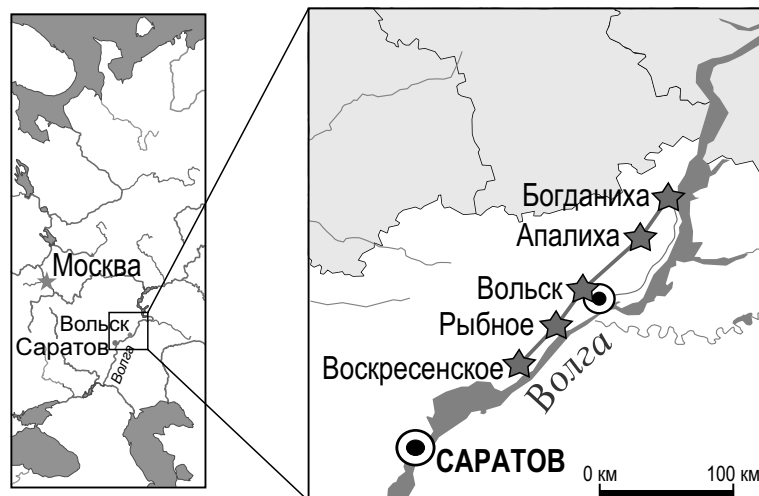 Москва
Вольск
Саратов
Волга
Богданиха
Апалиха
Вольск
Рыбное
Воскресенское
Волга
САРАТОВ
0 км
100 км